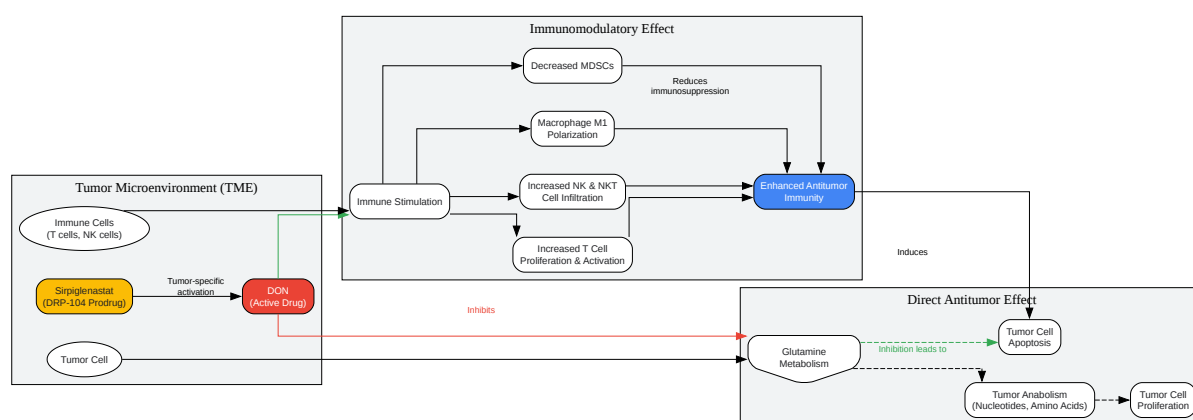 Immunomodulatory Effect
Decreased MDSCs
Reduces
immunosuppression
Macrophage M1
Polarization
Tumor Microenvironment (TME)
Immune Cells
(T cells, NK cells)
Immune Stimulation
Increased NK & NKT
Cell Infiltration
Enhanced Antitumor
Immunity
Increased T Cell
Proliferation & Activation
Induces
Sirpiglenastat
(DRP-104 Prodrug)
Tumor-specific
activation
DON
(Active Drug)
Inhibits
Direct Antitumor Effect
Tumor Cell
Glutamine
Metabolism
Inhibition leads to
Tumor Cell
Apoptosis
Tumor Anabolism
(Nucleotides, Amino Acids)
Tumor Cell
Proliferation